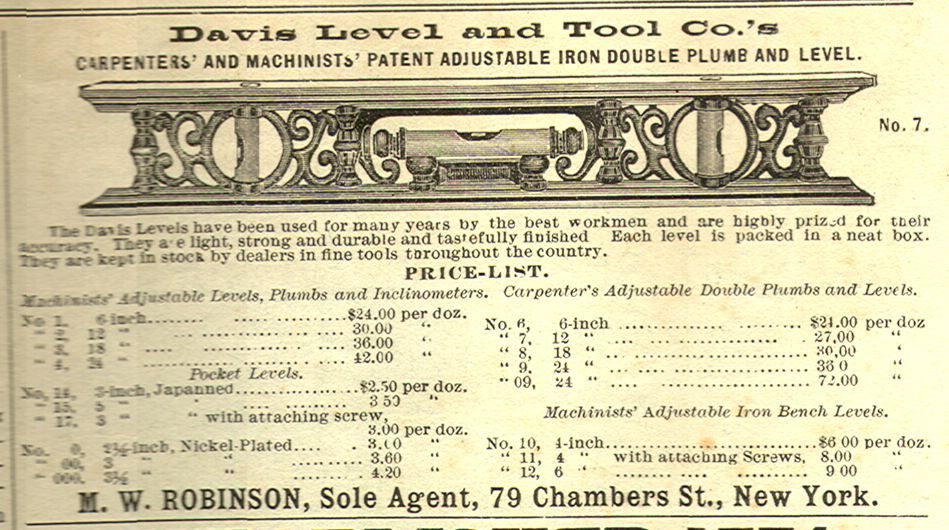 Davis Level and Tool Co.'s
CARPENTERS' AND MACHINISTS' PATENT ADJUSTABLE IRON DOUBLE PLUMB AND LEVEL.
No. 7.
The Davis Levels have been used for many years by the best workmen and are highly prized for their
accuracy. They are light, strong and durable and tastefully finished Each level is packed in a neat box.
They are kept in stock by dealers in fine tools throughout the country.
PRICE-LIST.
Machinists' Adjustable Levels, Plumbs and Inclinometers.
No 1, 6-inch..........$24.00 per doz.
" 2, 12 " .......... 30.00 "
" 3, 18 " .......... 36.00 "
" 4, 24 " .......... 42.00 "
Pocket Levels.
No, 14, 3-inch, Japanned..........$2.50 per doz.
" 15, " .......... 3 50 "
" 17, 3 " " with attaching screw,
3.00 per doz.
No. 0, 2½-inch, Nickel-Plated.... 3.00 "
" 00, 3 " " .......... 3.60 "
" 000, 3½ " " .......... 4.20 "
Carpenter's Adjustable Double Plumbs and Levels.
No. 6, 6-inch ..........$24.00 per doz
" 7, 12 " .......... 27,00 "
" 8, 18 " .......... 30,00 "
" 9. 24 " .......... 36 0 "
" 09, 24 " .......... 72.00 "
Machinists' Adjustable Iron Bench Levels.
No. 10, 4-inch..........$6 00 per doz.
" 11, 4 " with attaching Screws, 8.00 "
" 12, 6 " .......... 9 00 "
M. W. ROBINSON, Sole Agent, 79 Chambers St., New York.